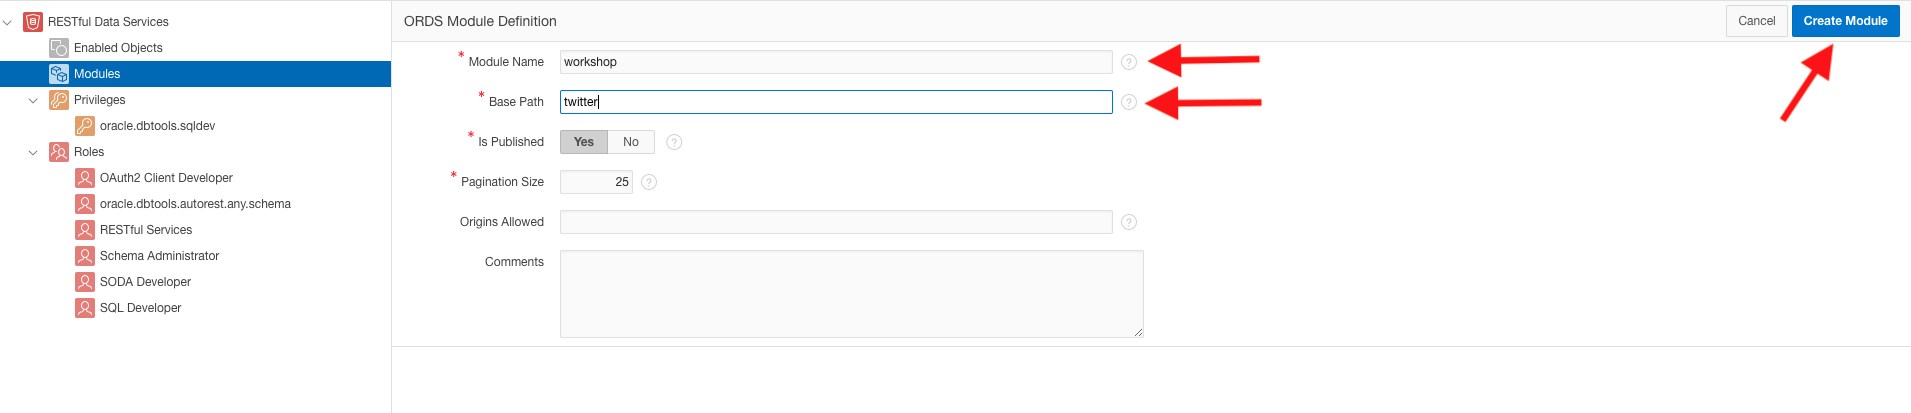 RESTful Data Services
Enabled Objects
Modules
Privileges
oracle.dbtools.sqldev
Roles
OAuth2 Client Developer
oracle.dbtools.autorest.any.schema
RESTful Services
Schema Administrator
SODA Developer
SQL Developer
ORDS Module Definition
Cancel
Create Module
* Module Name workshop ?
* Base Path twitter ?
* Is Published Yes No ?
* Pagination Size 25 ?
Origins Allowed ?
Comments